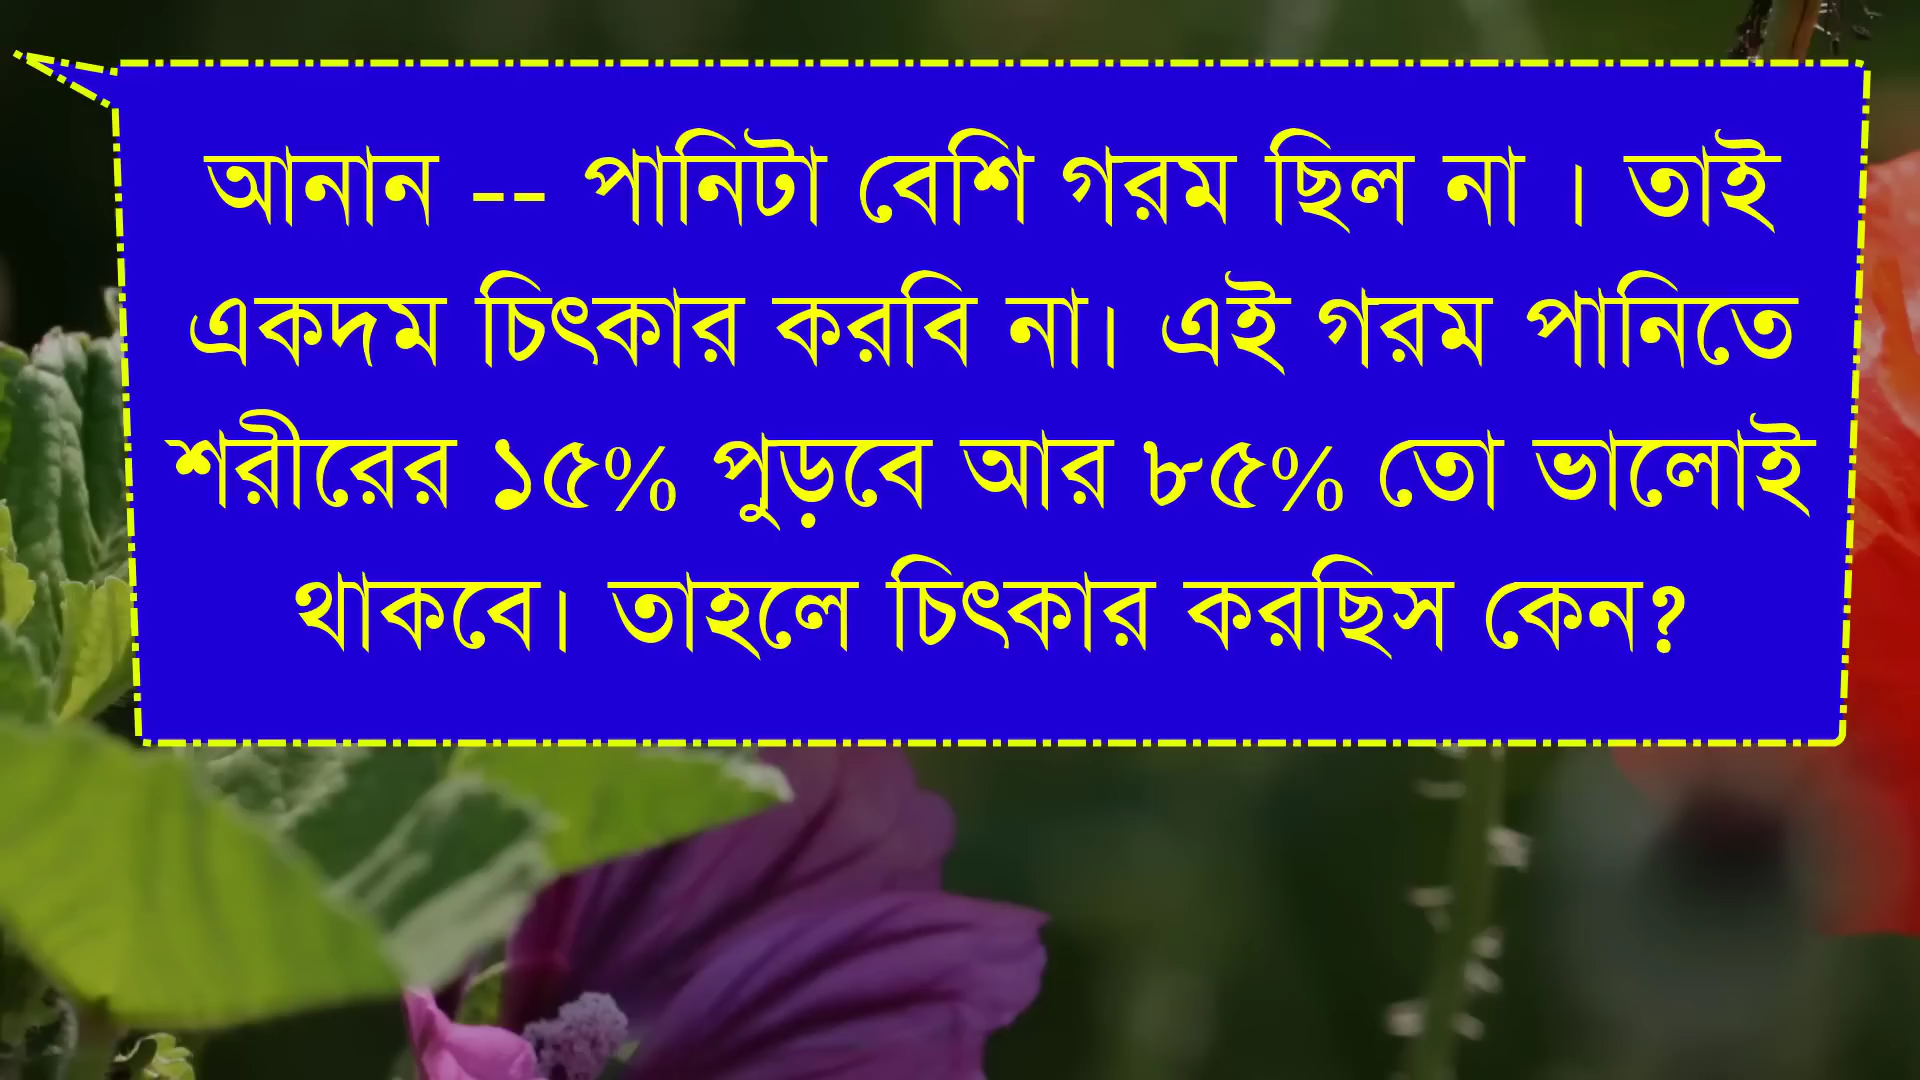 আনান -- পানিটা বেশি গরম ছিল না । তাই
একদম চিৎকার করবি না। এই গরম পানিতে
শরীরের ১৫% পুড়বে আর ৮৫% তো ভালোই
থাকবে। তাহলে চিৎকার করছিস কেন?